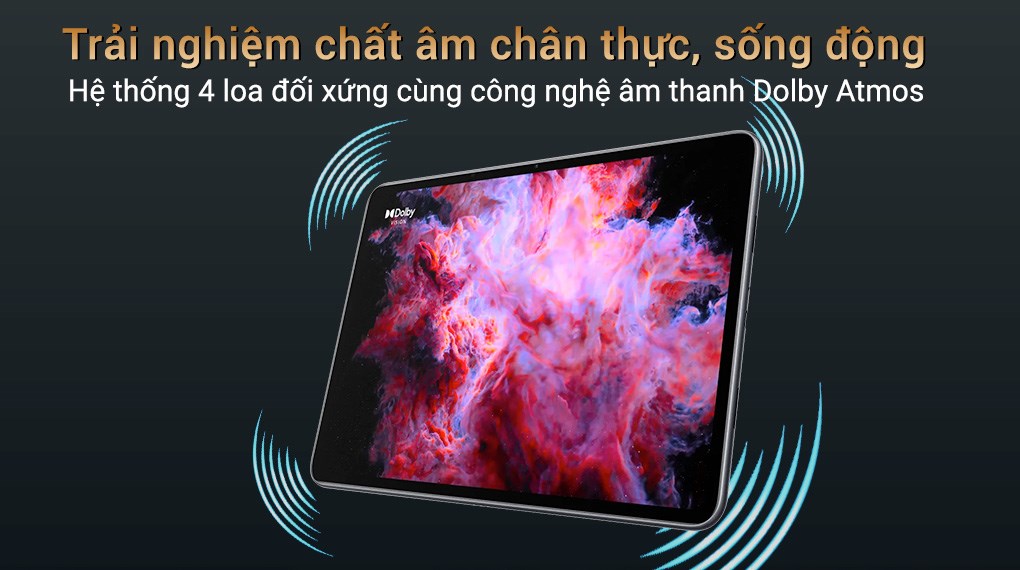 Trải nghiệm chất âm chân thực, sống động
Hệ thống 4 loa đối xứng cùng công nghệ âm thanh Dolby Atmos
Dolby
VISION